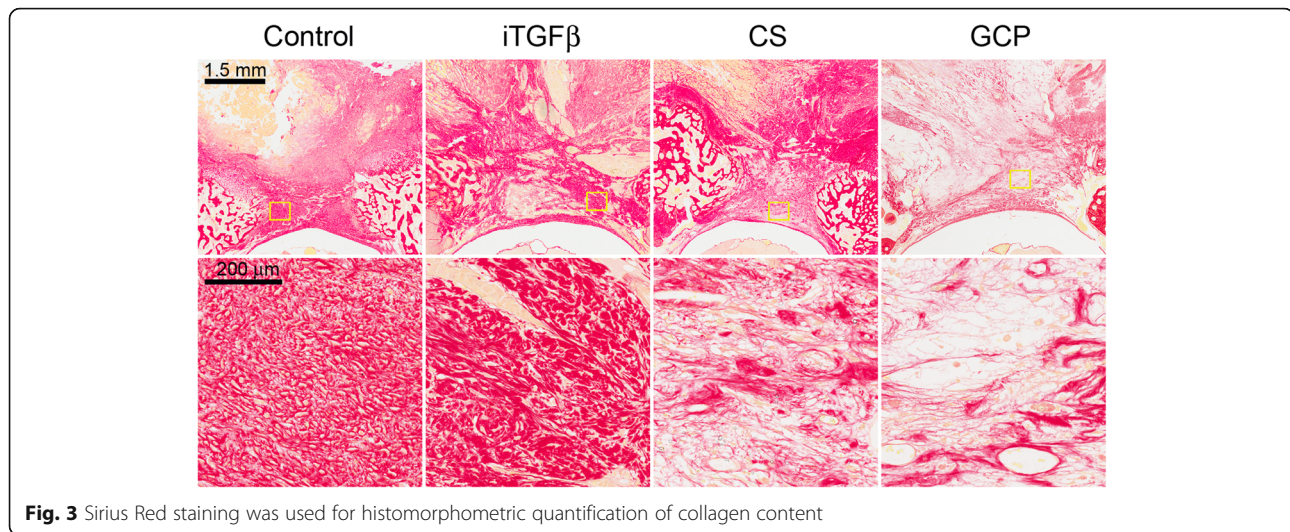 Control iTGFβ CS GCP
1.5 mm
200 μm
Fig. 3 Sirius Red staining was used for histomorphometric quantification of collagen content